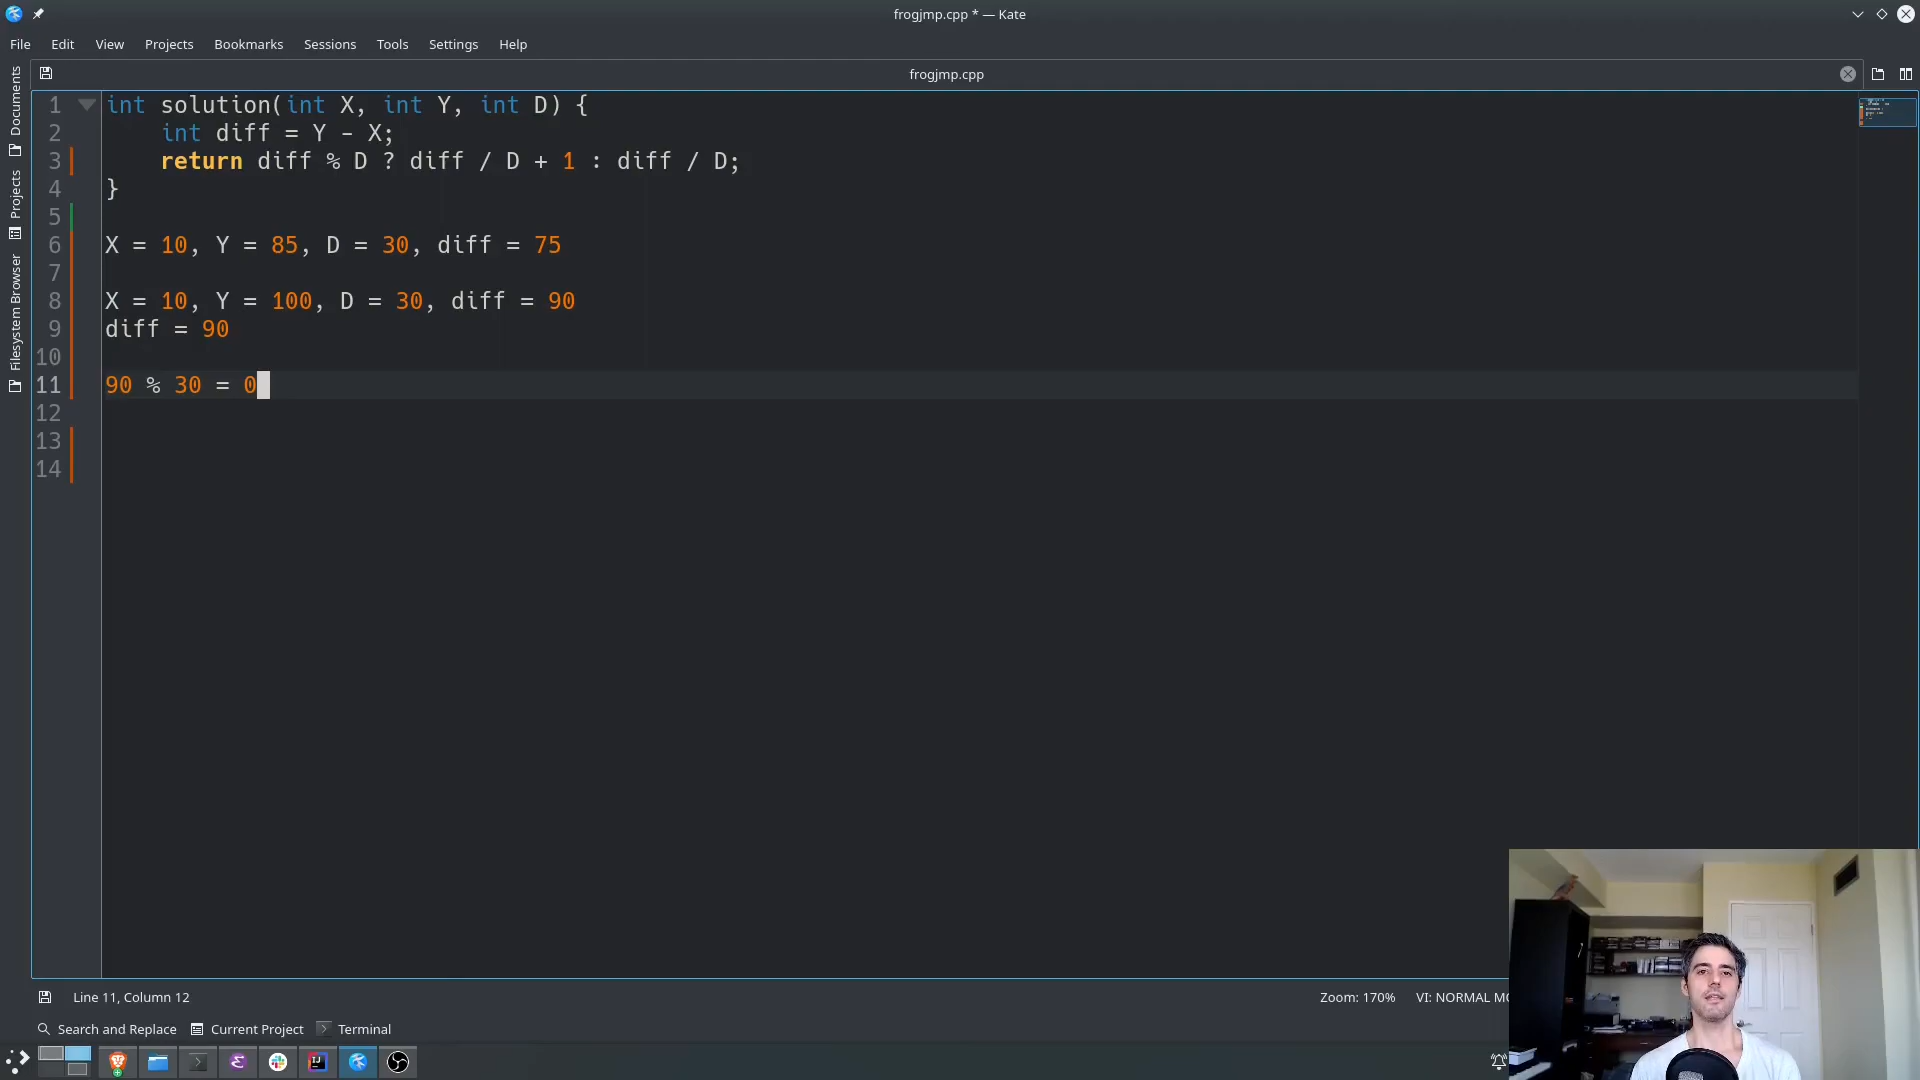 frogjmp.cpp * — Kate
File Edit View Projects Bookmarks Sessions Tools Settings Help
frogjmp.cpp
Documents
Projects
Filesystem Browser
1 int solution(int X, int Y, int D) {
2 int diff = Y - X;
3 return diff % D ? diff / D + 1 : diff / D;
4 }
5
6 X = 10, Y = 85, D = 30, diff = 75
7
8 X = 10, Y = 100, D = 30, diff = 90
9 diff = 90
10
11 90 % 30 = 0
12
13
14
Line 11, Column 12 Zoom: 170% VI: NORMAL MO
Search and Replace Current Project Terminal